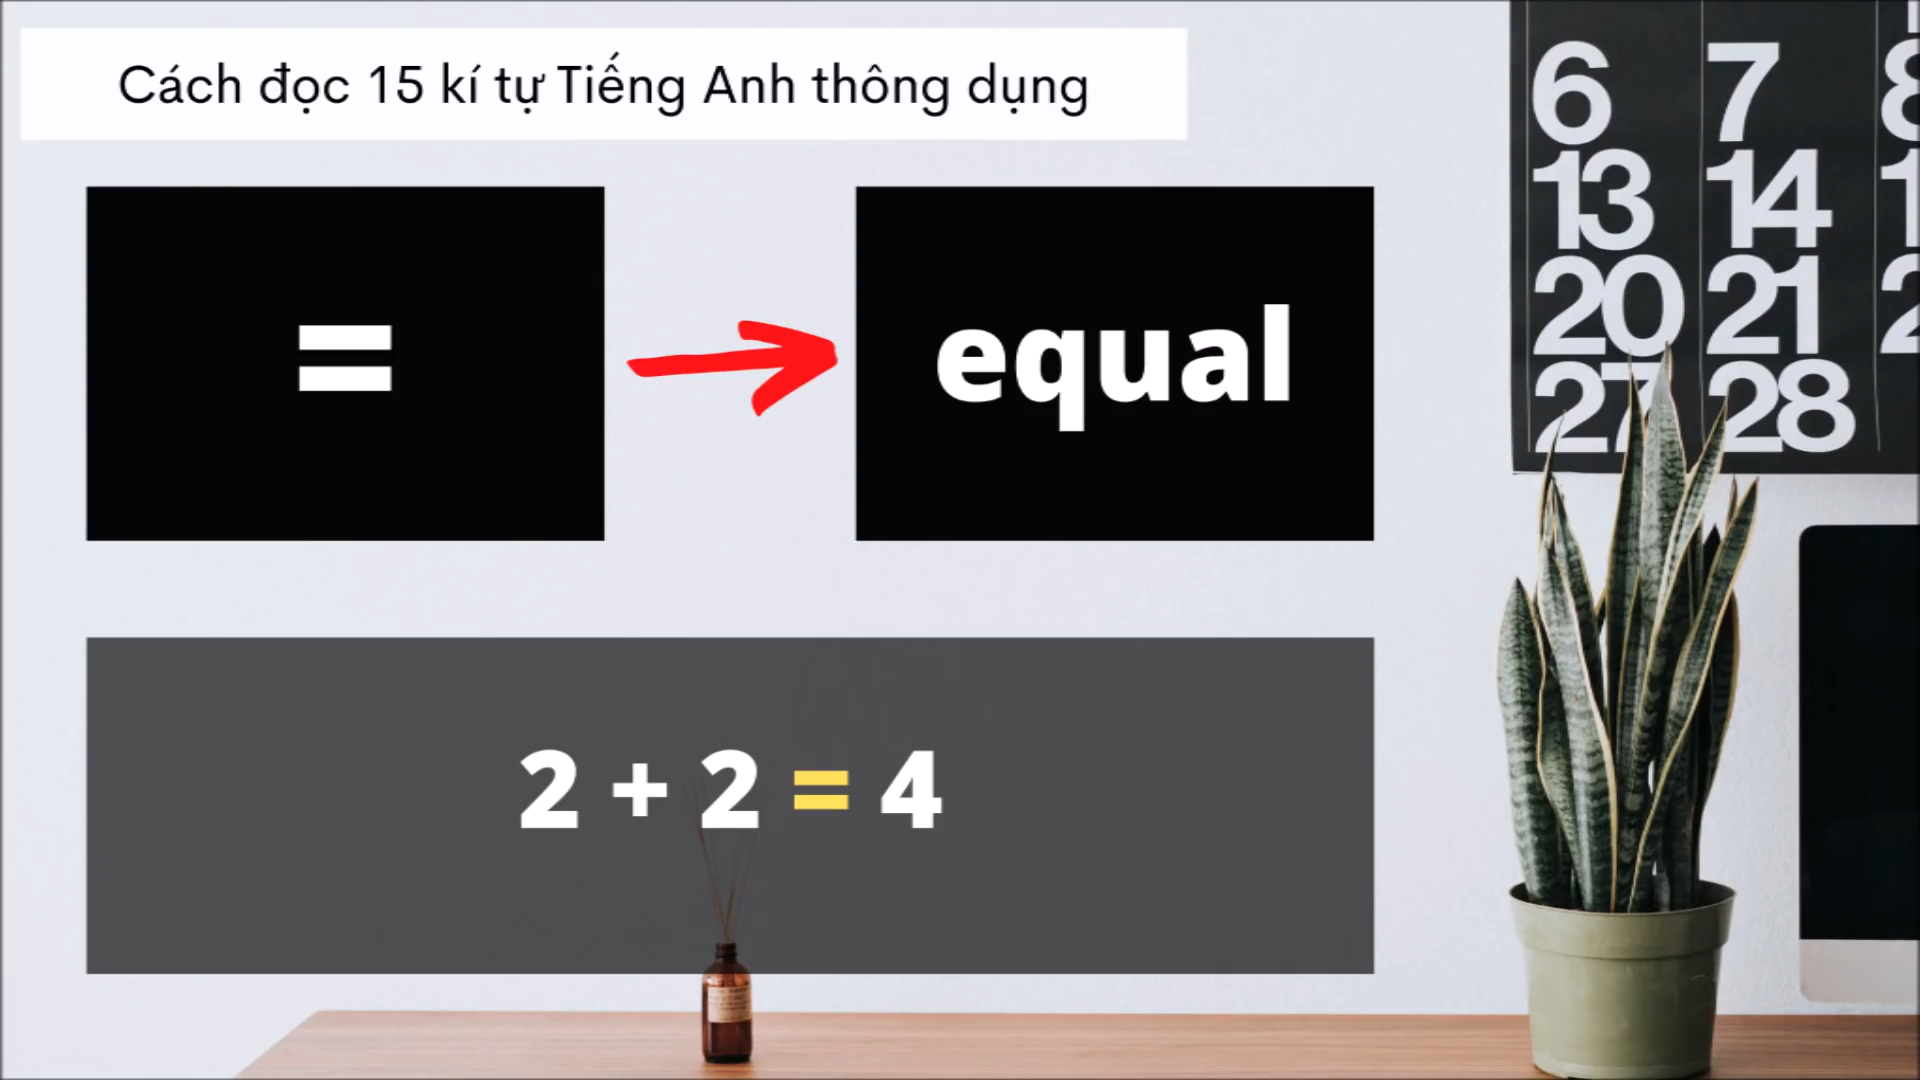 Cách đọc 15 kí tự Tiếng Anh thông dụng
= equal
2 + 2 = 4
6 7
13 14
20 21
27 28